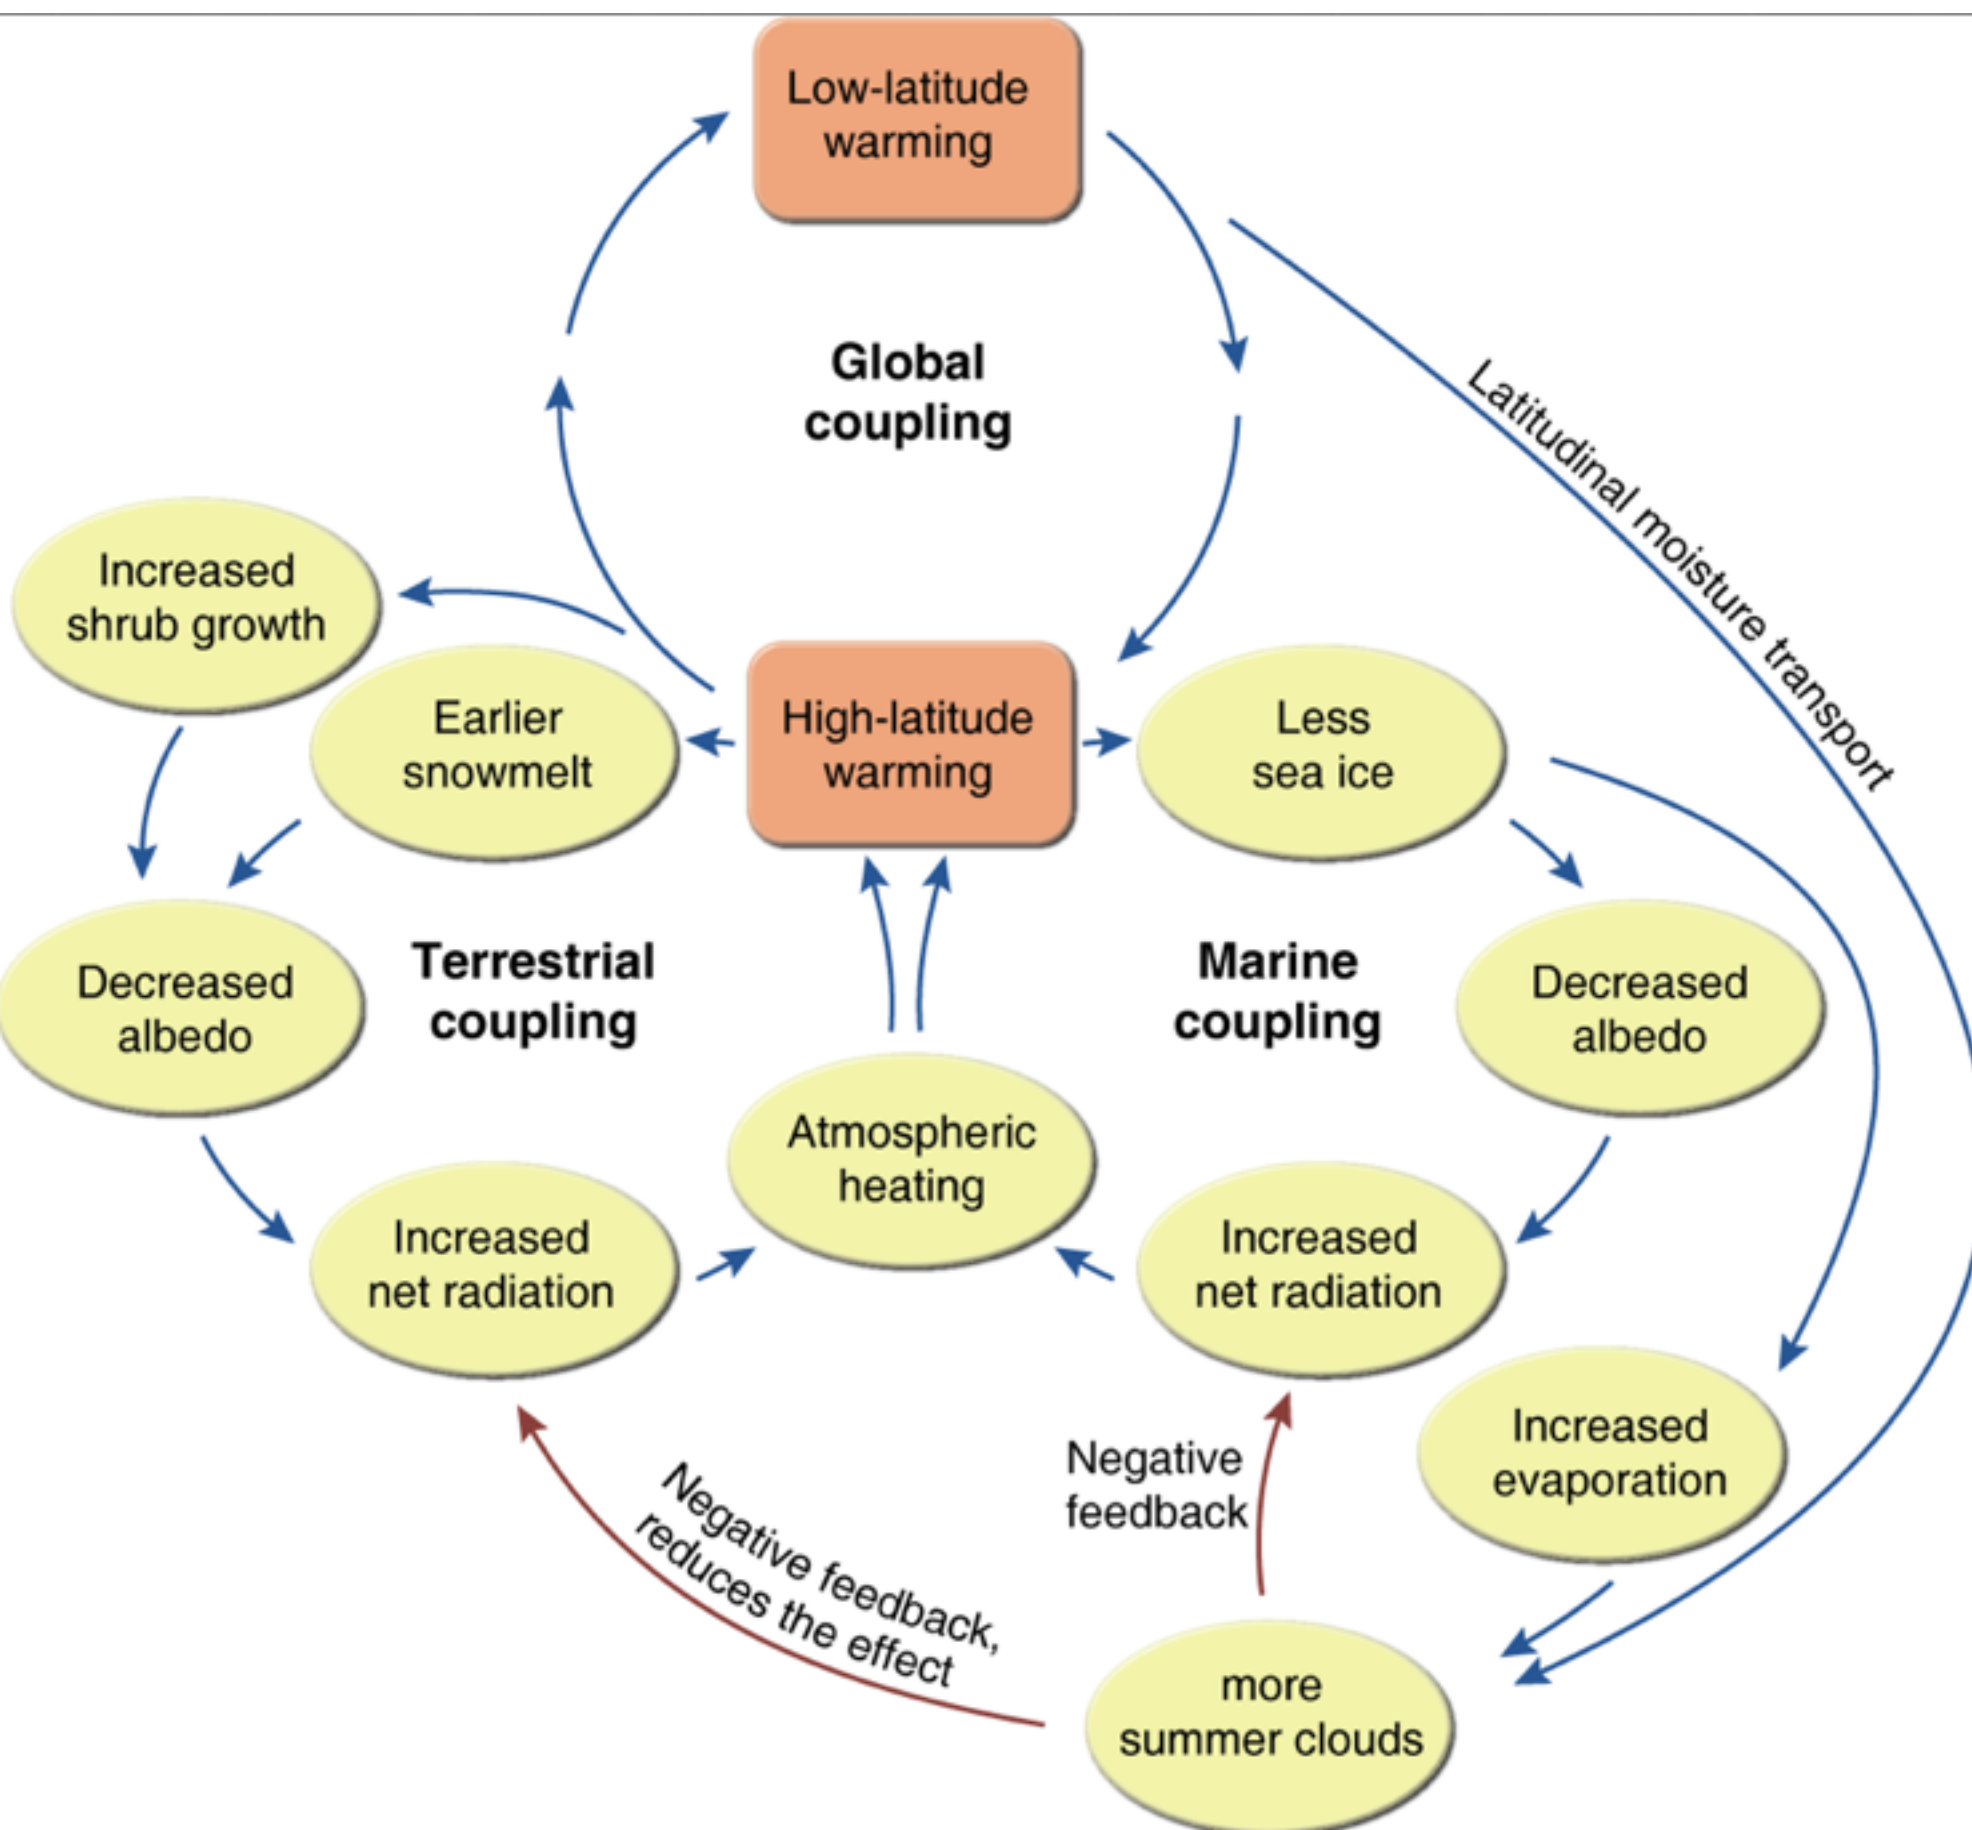 Low-latitude
warming
Global
coupling
Latitudinal moisture transport
Increased
shrub growth
Earlier
snowmelt
High-latitude
warming
Less
sea ice
Decreased
albedo
Terrestrial
coupling
Marine
coupling
Decreased
albedo
Atmospheric
heating
Increased
net radiation
Increased
net radiation
Increased
evaporation
Negative
feedback
Negative feedback,
reduces the effect
more
summer clouds